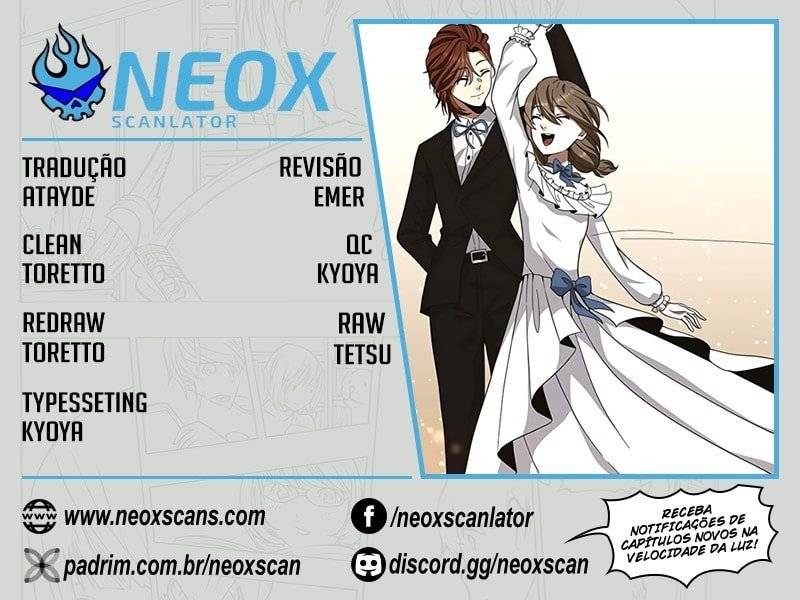 NEOX
SCANLATOR
TRADUÇÃO
ATAYDE
REVISÃO
EMER
CLEAN
TORETTO
QC
KYOYA
REDRAW
TORETTO
RAW
TETSU
TYPESSETING
KYOYA
www.neoxscans.com
/neoxscanlator
padrim.com.br/neoxscan
discord.gg/neoxscan
RECEBA
NOTIFICAÇÕES DE
CAPÍTULOS NOVOS NA
VELOCIDADE DA LUZ!